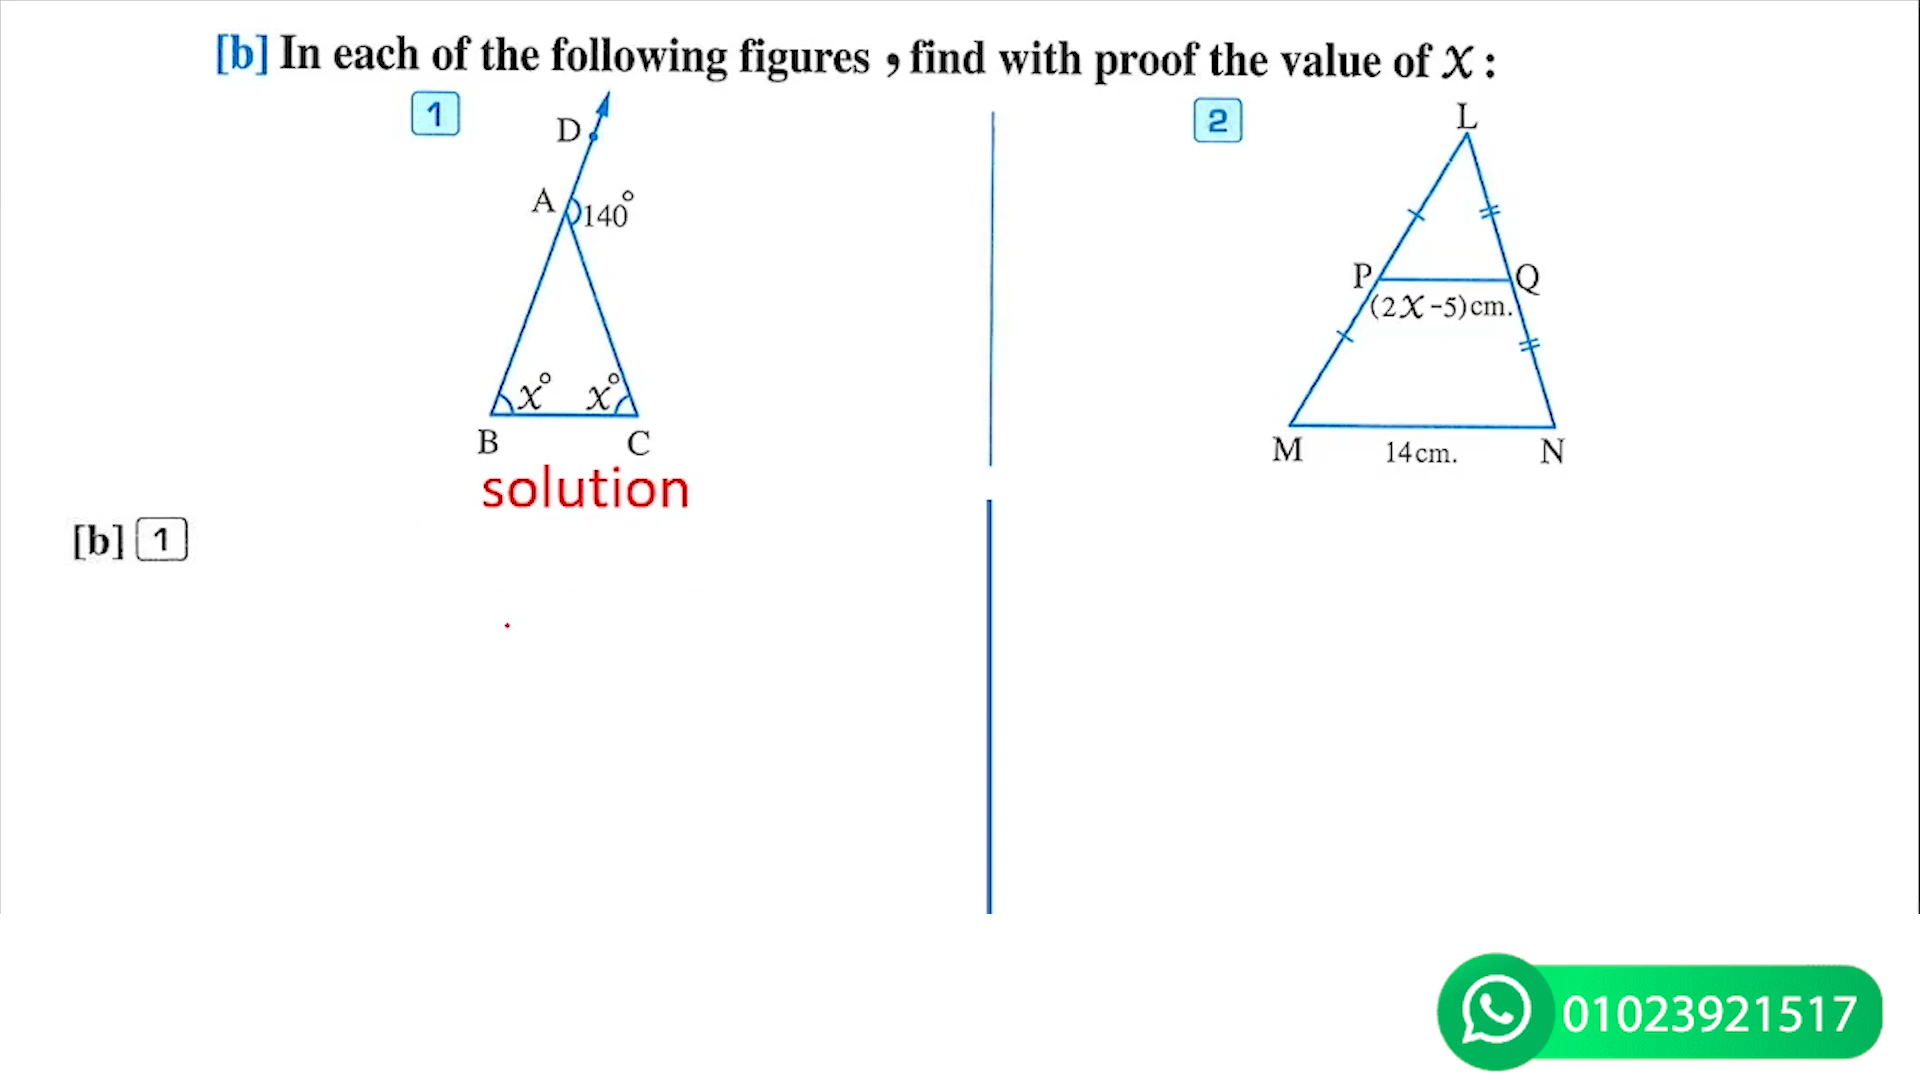 [b] In each of the following figures , find with proof the value of x :
1
D
A
140°
x° x°
B C
2
L
P Q
(2x-5)cm.
M 14cm. N
solution
[b] 1
01023921517